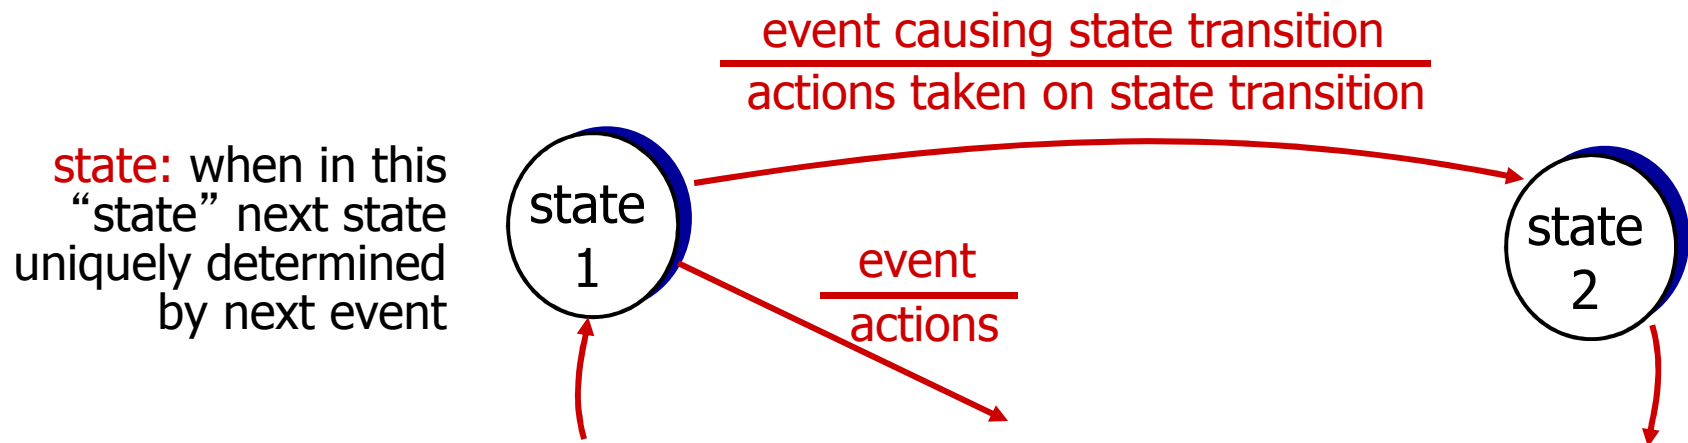 event causing state transition
actions taken on state transition
state: when in this
“state” next state
uniquely determined
by next event
state
1
event
actions
state
2